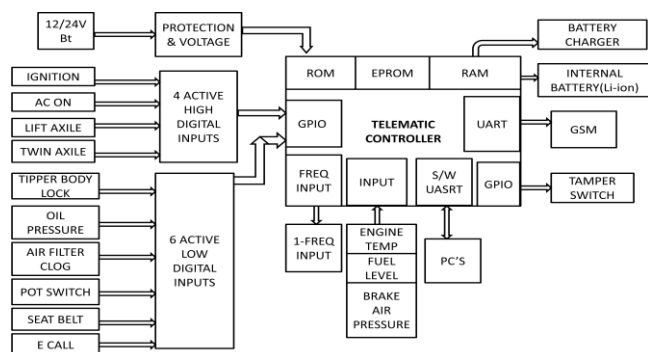 12/24V
Bt
PROTECTION
& VOLTAGE
BATTERY
CHARGER
ROM
EPROM
RAM
INTERNAL
BATTERY(Li-ion)
IGNITION
AC ON
LIFT AXILE
TWIN AXILE
4 ACTIVE
HIGH
DIGITAL
INPUTS
GPIO
TELEMATIC
CONTROLLER
UART
GSM
TIPPER BODY
LOCK
OIL
PRESSURE
AIR FILTER
CLOG
POT SWITCH
SEAT BELT
E CALL
6 ACTIVE
LOW
DIGITAL
INPUTS
FREQ
INPUT
INPUT
S/W
UASRT
GPIO
TAMPER
SWITCH
1-FREQ
INPUT
ENGINE
TEMP
FUEL
LEVEL
BRAKE
AIR
PRESSURE
PC'S